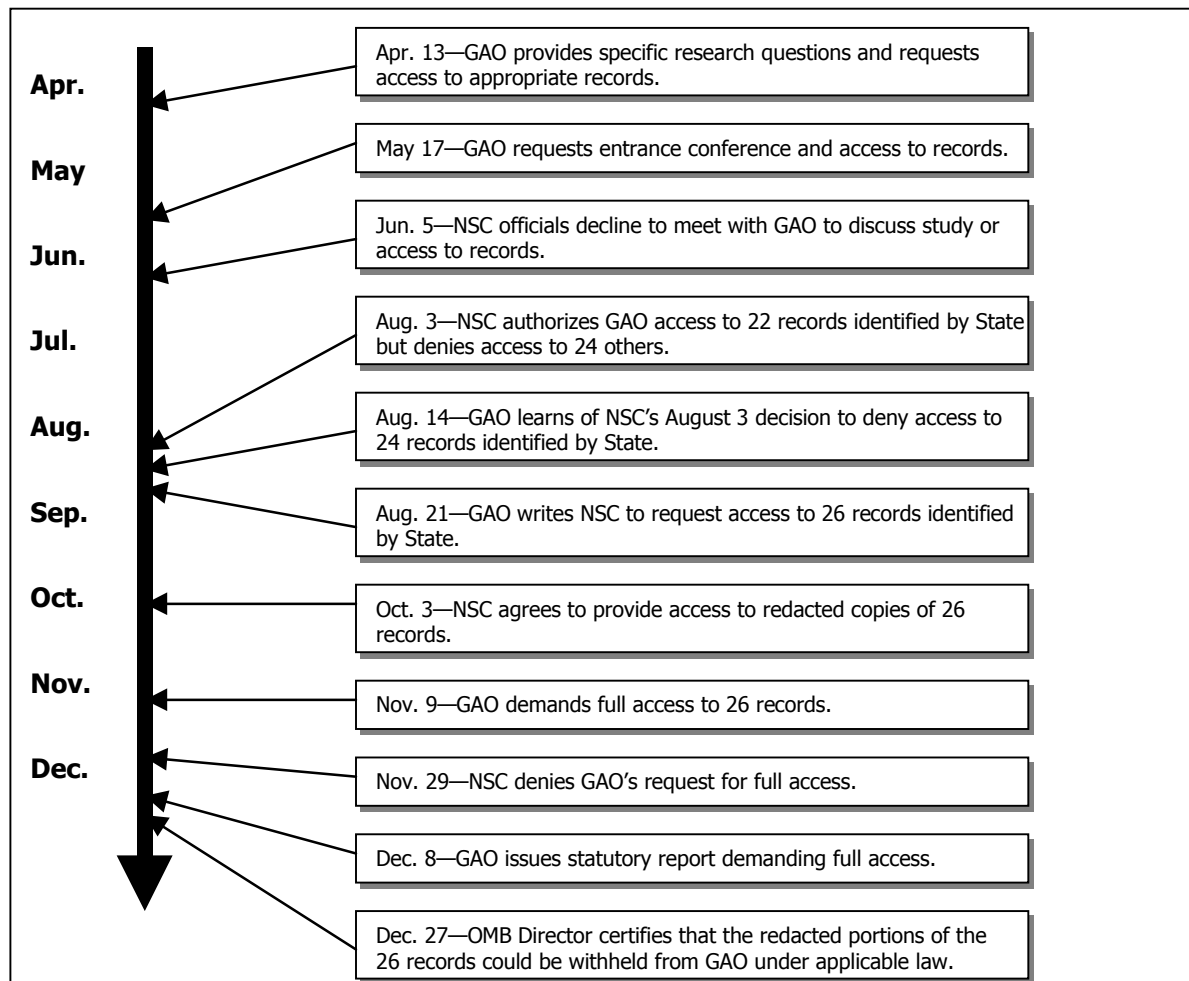 Apr.
May
Jun.
Jul.
Aug.
Sep.
Oct.
Nov.
Dec.
Apr. 13—GAO provides specific research questions and requests
access to appropriate records.
May 17—GAO requests entrance conference and access to records.
Jun. 5—NSC officials decline to meet with GAO to discuss study or
access to records.
Aug. 3—NSC authorizes GAO access to 22 records identified by State
but denies access to 24 others.
Aug. 14—GAO learns of NSC’s August 3 decision to deny access to
24 records identified by State.
Aug. 21—GAO writes NSC to request access to 26 records identified
by State.
Oct. 3—NSC agrees to provide access to redacted copies of 26
records.
Nov. 9—GAO demands full access to 26 records.
Nov. 29—NSC denies GAO’s request for full access.
Dec. 8—GAO issues statutory report demanding full access.
Dec. 27—OMB Director certifies that the redacted portions of the
26 records could be withheld from GAO under applicable law.